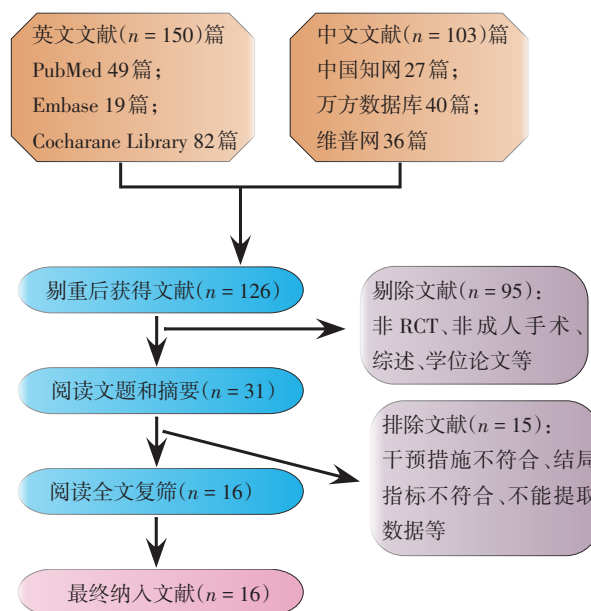 英文文献(n = 150)篇
PubMed 49篇；
Embase 19篇；
Cocharane Library 82篇
中文文献(n = 103)篇
中国知网27篇；
万方数据库40篇；
维普网36篇
剔重后获得文献(n = 126)
剔除文献(n = 95)：
非 RCT、非成人手术、
综述、学位论文等
阅读文题和摘要(n = 31)
排除文献(n = 15)：
干预措施不符合、结局
指标不符合、不能提取
数据等
阅读全文复筛(n = 16)
最终纳入文献(n = 16)